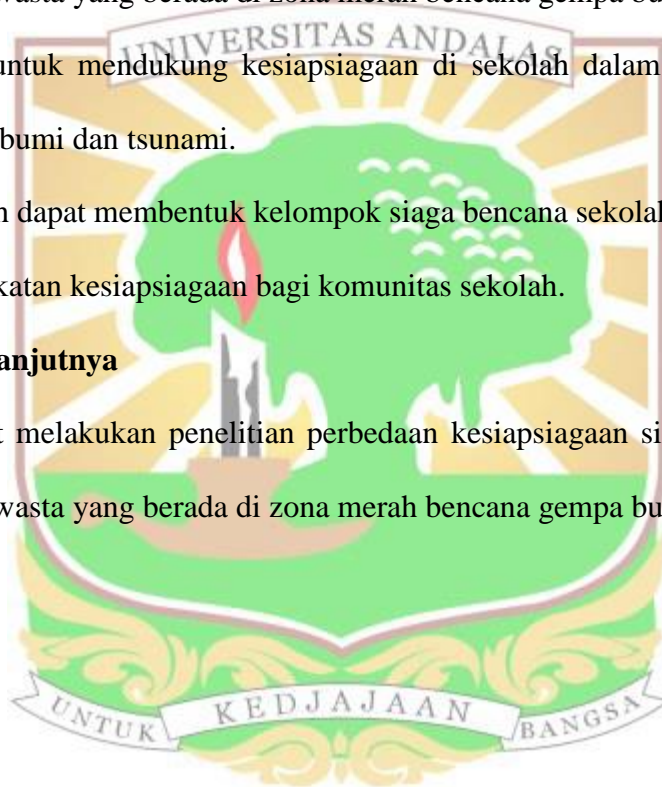 wasta yang berada di zona merah bencana gempa bu
UNIVERSITAS ANDALAS
untuk mendukung kesiapsiagaan di sekolah dalam
bumi dan tsunami.
n dapat membentuk kelompok siaga bencana sekolah
katan kesiapsiagaan bagi komunitas sekolah.
anjutnya
t melakukan penelitian perbedaan kesiapsiagaan si
wasta yang berada di zona merah bencana gempa bu
UNTUK KEDJAJAAN BANGSA